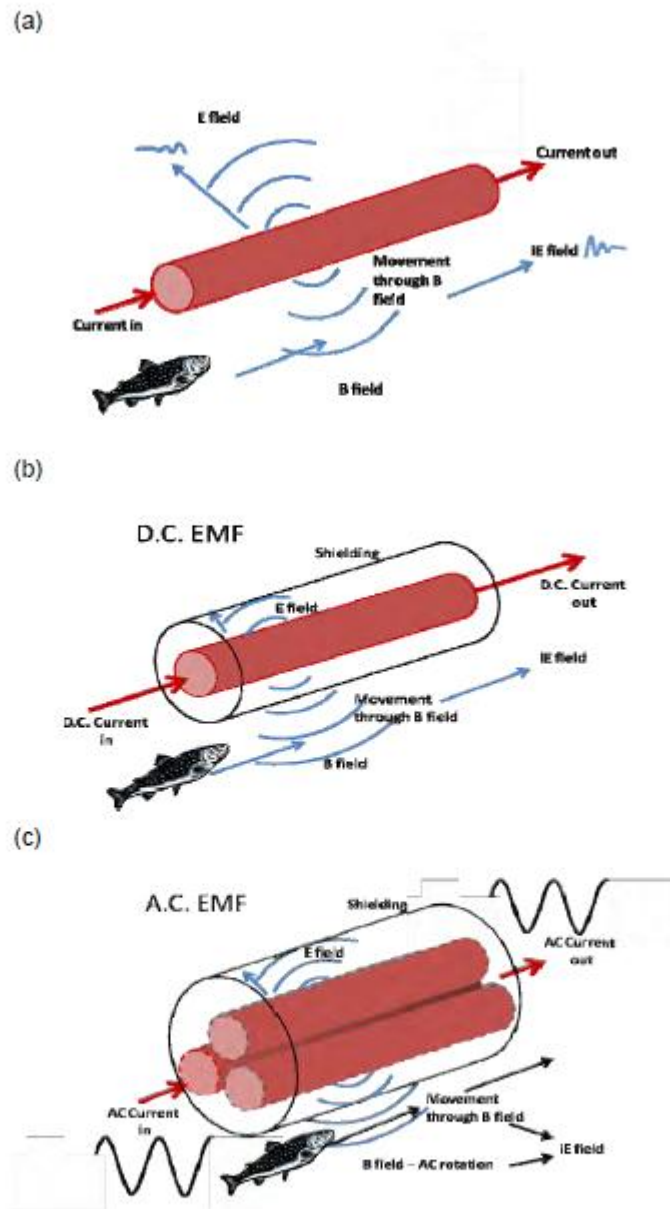 (a)
E field
Current out
iE field
Movement
through B
field
Current in
B field
(b)
D.C. EMF
Shielding
E field
D.C. Current
out
iE field
Movement
through B field
D.C. Current
in
B field
(c)
A.C. EMF
Shielding
E field
AC Current
out
AC Current
in
Movement
through B field
iE field
B field – AC rotation